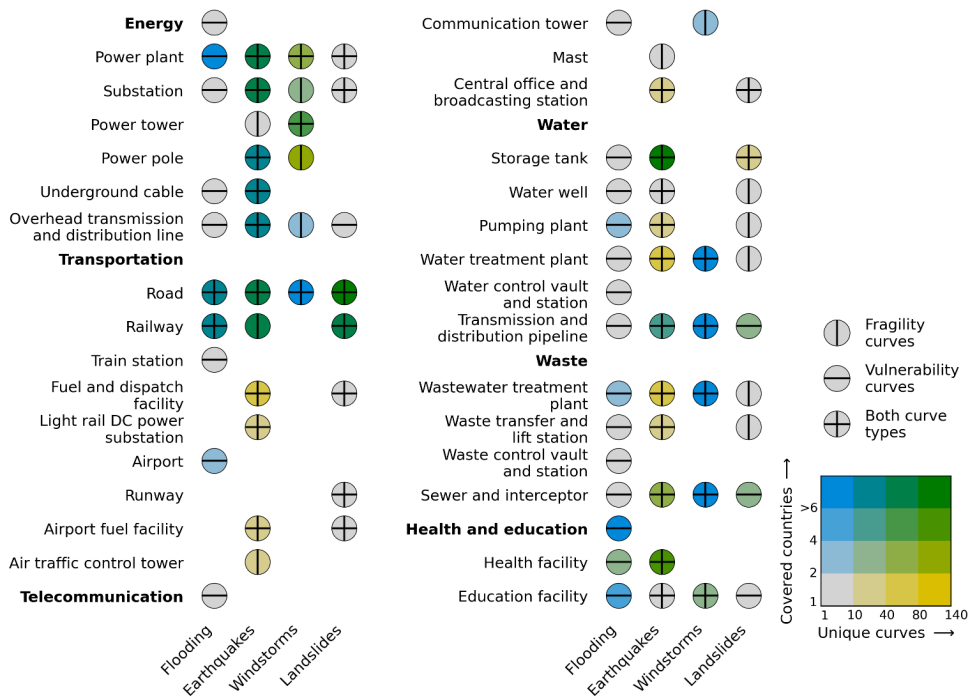 Energy
Power plant
Substation
Power tower
Power pole
Underground cable
Overhead transmission
and distribution line
Transportation
Road
Railway
Train station
Fuel and dispatch
facility
Light rail DC power
substation
Airport
Runway
Airport fuel facility
Air traffic control tower
Telecommunication
Flooding
Earthquakes
Windstorms
Landslides
Communication tower
Mast
Central office and
broadcasting station
Water
Storage tank
Water well
Pumping plant
Water treatment plant
Water control vault
and station
Transmission and
distribution pipeline
Waste
Wastewater treatment
plant
Waste transfer and
lift station
Waste control vault
and station
Sewer and interceptor
Health and education
Health facility
Education facility
Flooding
Earthquakes
Windstorms
Landslides
Fragility
curves
Vulnerability
curves
Both curve
types
Covered countries →
>6
4
2
1
1 10 40 80 140
Unique curves →